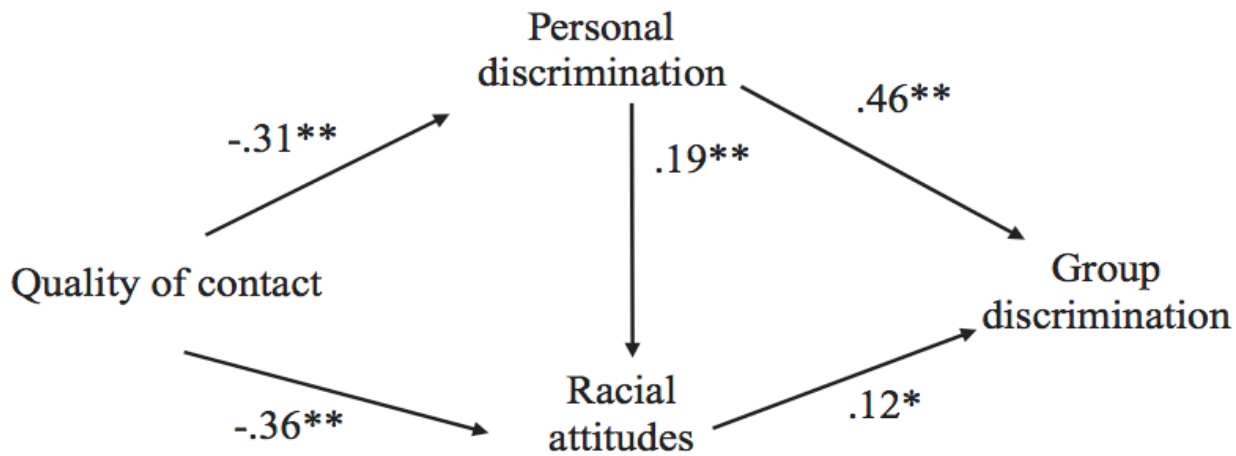 Personal
discrimination
-.31**
.46**
.19**
Quality of contact
Group
discrimination
Racial
attitudes
-.36**
.12*